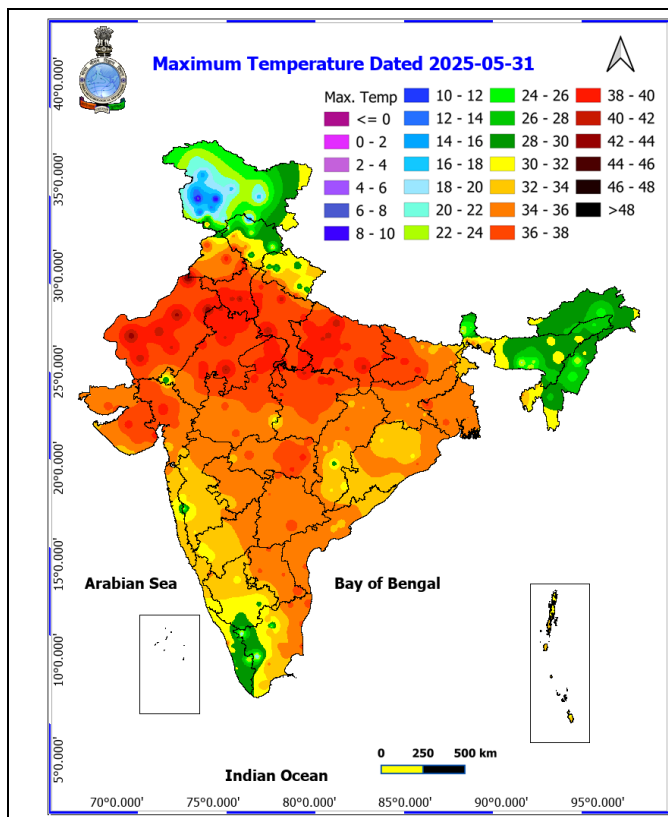 Maximum Temperature Dated 2025-05-31
Max. Temp
<= 0
0 - 2
2 - 4
4 - 6
6 - 8
8 - 10
10 - 12
12 - 14
14 - 16
16 - 18
18 - 20
20 - 22
22 - 24
24 - 26
26 - 28
28 - 30
30 - 32
32 - 34
34 - 36
36 - 38
38 - 40
40 - 42
42 - 44
44 - 46
46 - 48
>48
40°0.000'
35°0.000'
30°0.000'
25°0.000'
20°0.000'
15°0.000'
10°0.000'
5°0.000'
Arabian Sea
Bay of Bengal
Indian Ocean
0 250 500 km
70°0.000' 75°0.000' 80°0.000' 85°0.000' 90°0.000' 95°0.000'